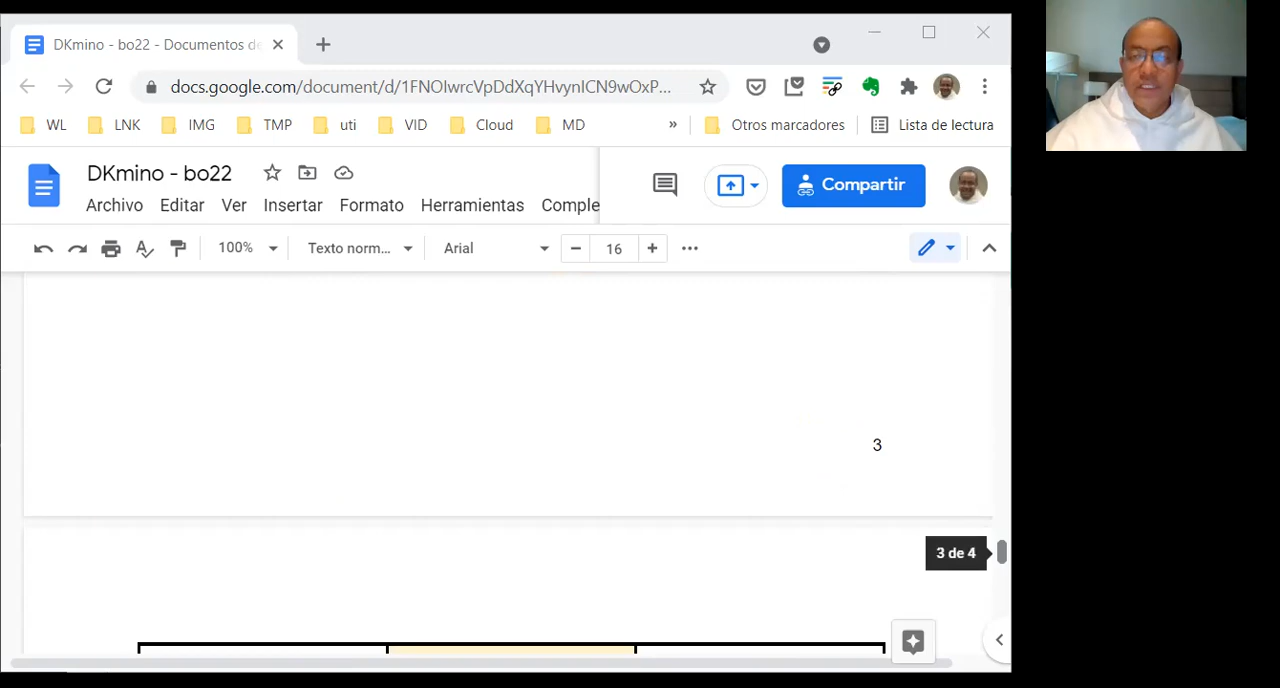 DKmino - bo22 - Documentos de
docs.google.com/document/d/1FNOIwrcVpDdXqYHvynICN9wOxP...
WL LNK IMG TMP uti VID Cloud MD » Otros marcadores Lista de lectura
DKmino - bo22
Compartir
Archivo Editar Ver Insertar Formato Herramientas Comple
100% Texto norm... Arial 16
3
3 de 4